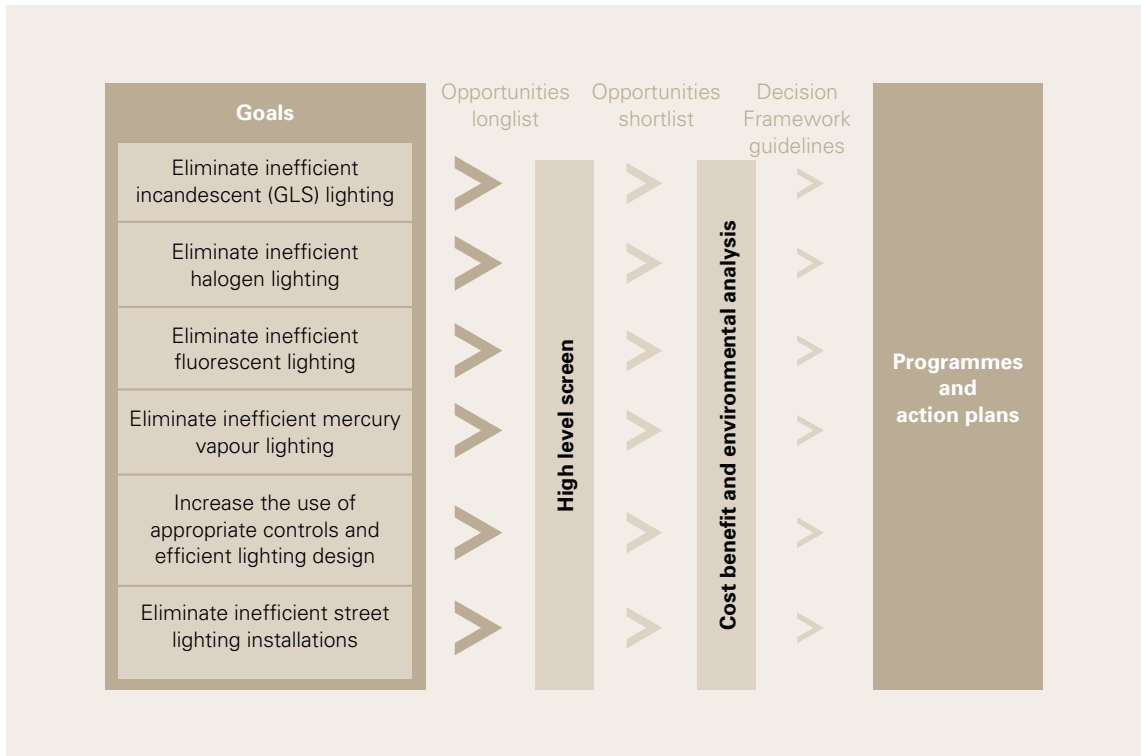 Goals
Eliminate inefficient
incandescent (GLS) lighting
Eliminate inefficient
halogen lighting
Eliminate inefficient
fluorescent lighting
Eliminate inefficient mercury
vapour lighting
Increase the use of
appropriate controls and
efficient lighting design
Eliminate inefficient street
lighting installations
Opportunities
longlist
High level screen
Opportunities
shortlist
Cost benefit and environmental analysis
Decision
Framework
guidelines
Programmes
and
action plans